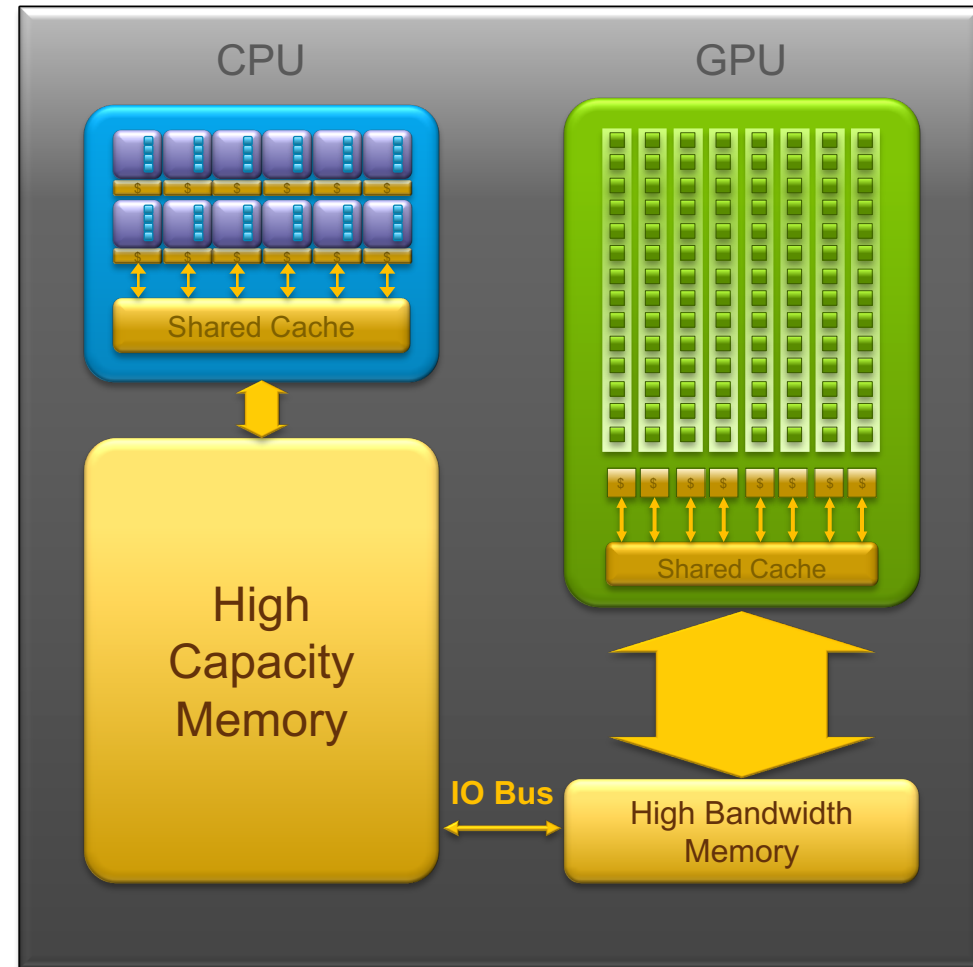 CPU
GPU
$ $ $ $ $ $
$ $ $ $ $ $
Shared Cache
$ $ $ $ $ $ $ $
Shared Cache
High
Capacity
Memory
IO Bus
High Bandwidth
Memory